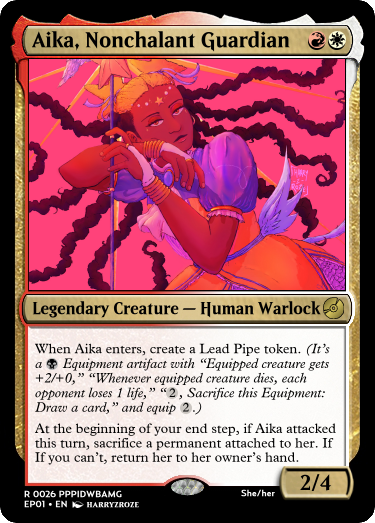 Aika, Nonchalant Guardian
Legendary Creature — Human Warlock
When Aika enters, create a Lead Pipe token. (It's
a Equipment artifact with “Equipped creature gets
+2/+0,” “Whenever equipped creature dies, each
opponent loses 1 life,” “2, Sacrifice this Equipment:
Draw a card,” and equip 2.)
At the beginning of your end step, if Aika attacked
this turn, sacrifice a permanent attached to her. If
If you can't, return her to her owner's hand.
2/4
R 0026 PPPIDWBAMG
She/her
EP01 • EN HARRYZROZE